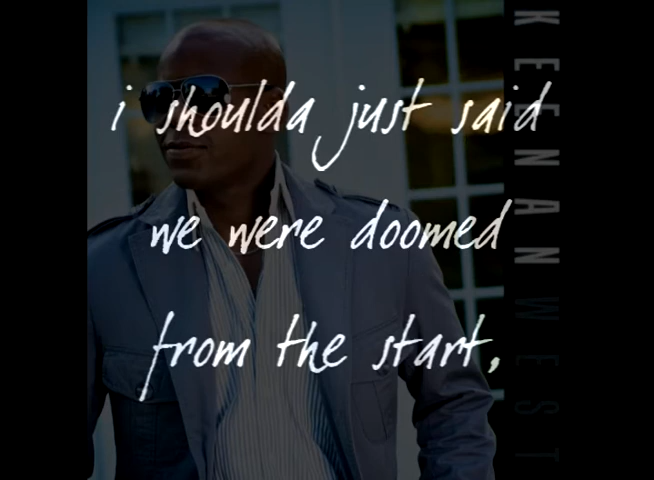 i shoulda just said
we were doomed
from the start,
KEENAN WEST